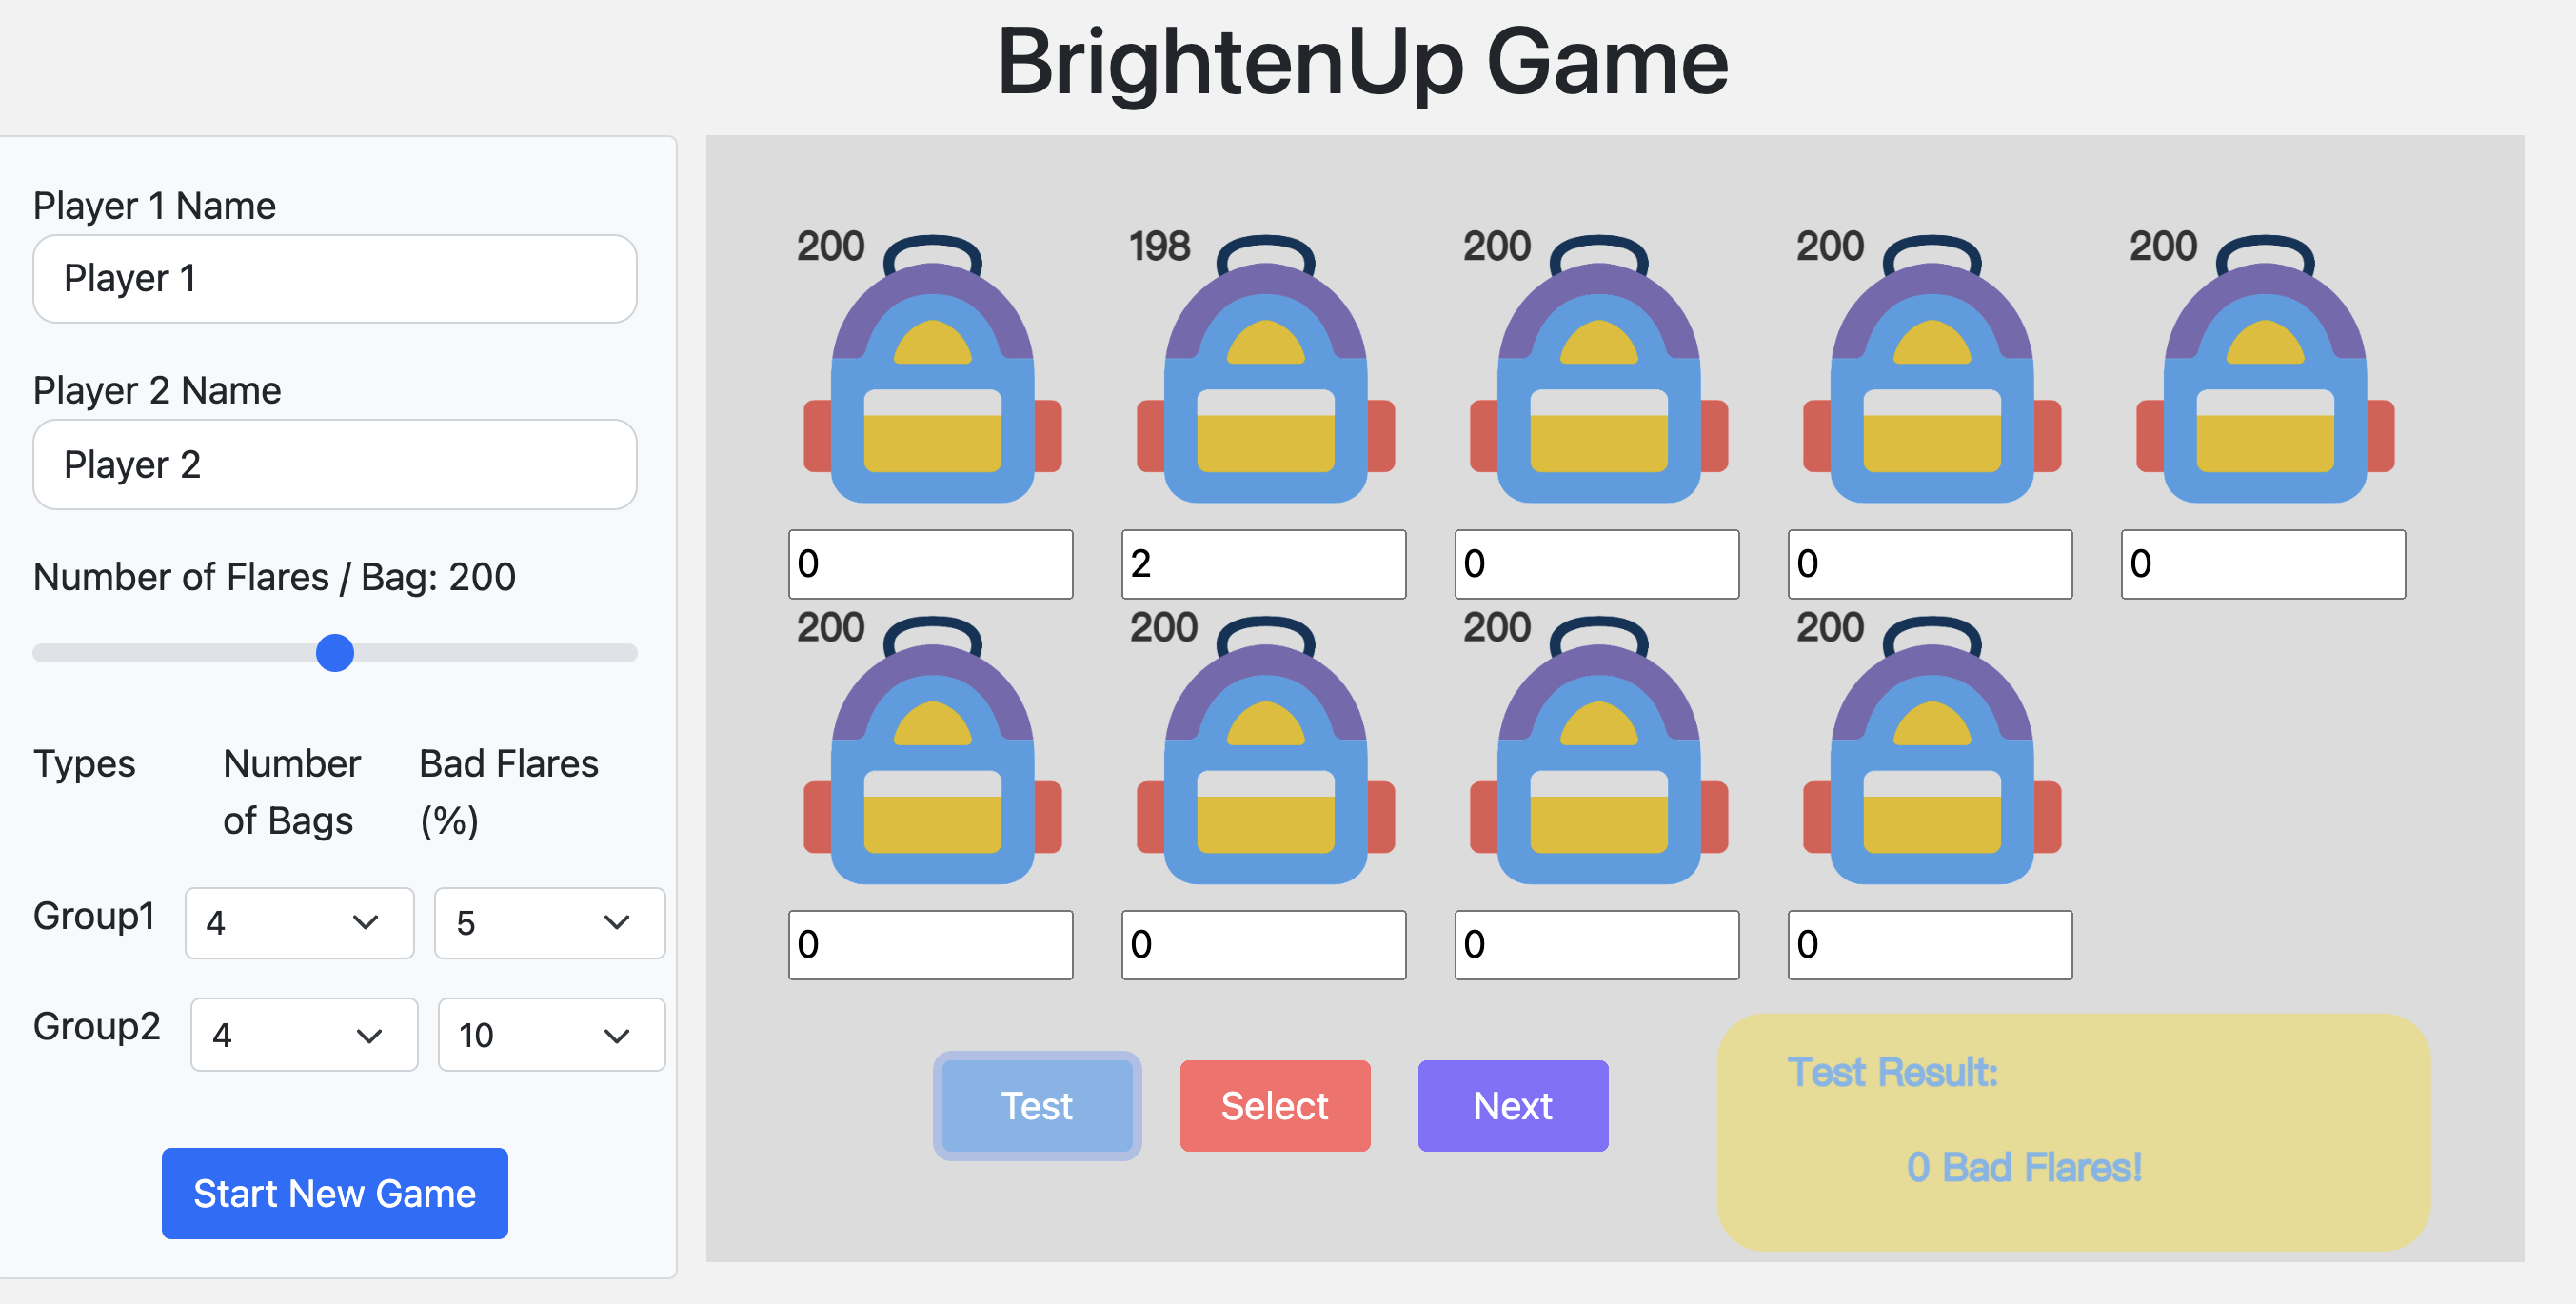 BrightenUp Game
Player 1 Name
Player 1
Player 2 Name
Player 2
Number of Flares / Bag: 200
Types Number of Bags Bad Flares (%)
Group1 4 5
Group2 4 10
Start New Game
200 198 200 200 200
0 2 0 0 0
200 200 200 200
0 0 0 0
Test Select Next
Test Result:
0 Bad Flares!